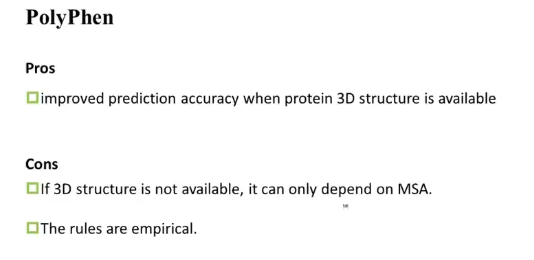 PolyPhen
Pros
improved prediction accuracy when protein 3D structure is available
Cons
If 3D structure is not available, it can only depend on MSA.
The rules are empirical.